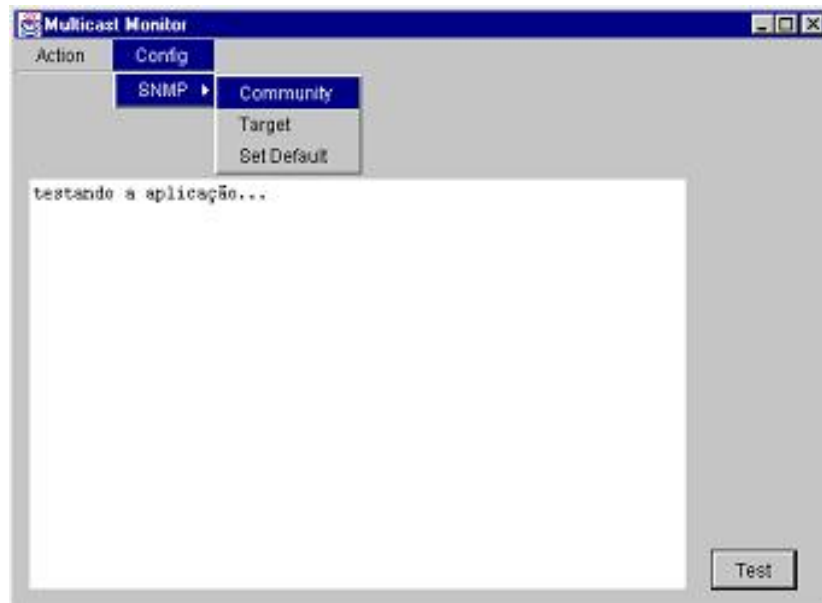 Multicast Monitor
Action Config
SNMP
Community
Target
Set Default
testando a aplicação...
Test